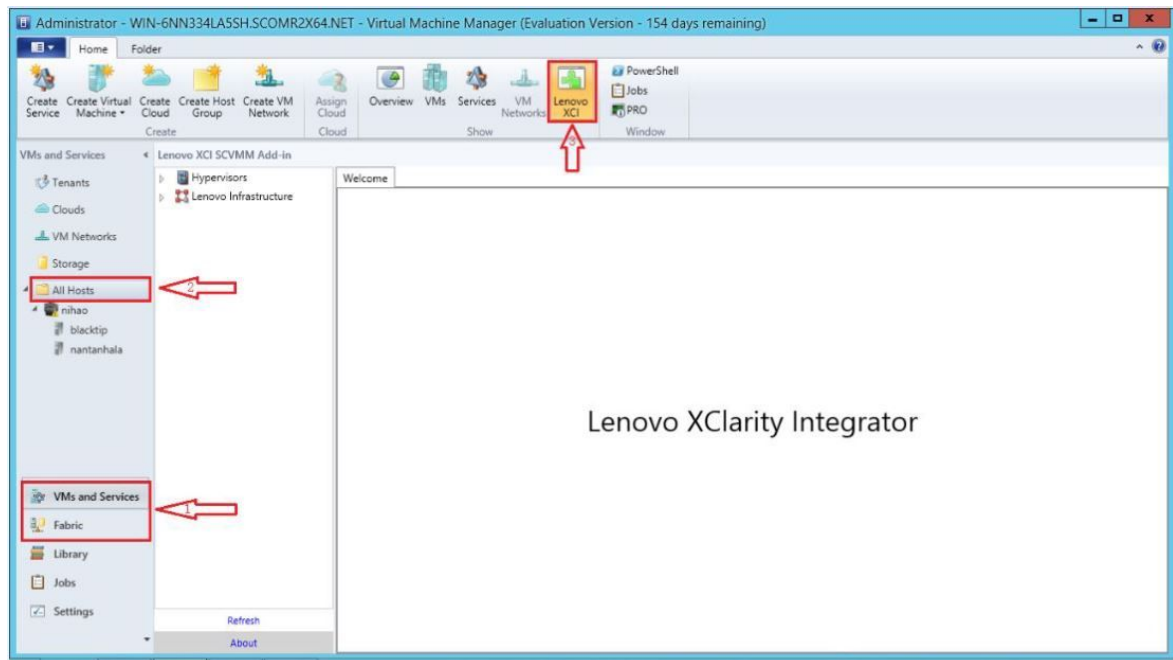 Administrator - WIN-6NN334LA5SH.SCOMR2X64.NET - Virtual Machine Manager (Evaluation Version - 154 days remaining)
Home Folder
Create Service
Create Virtual Machine
Create Cloud
Create Host Group
Create VM Network
Assign Cloud
Overview
VMs
Services
VM Networks
Lenovo XCI
PowerShell
Jobs
PRO
Create Cloud Show Window
3
VMs and Services
Lenovo XCI SCVMM Add-in
Tenants
Clouds
VM Networks
Storage
All Hosts
2
nihao
blacktip
nantanhala
VMs and Services
1
Fabric
Library
Jobs
Settings
Hypervisors
Lenovo Infrastructure
Refresh
About
Welcome
Lenovo XClarity Integrator